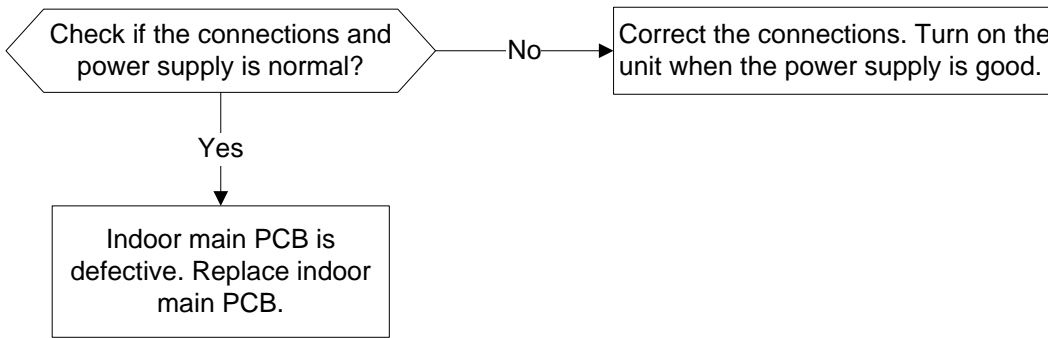 Check if the connections and
power supply is normal?
No
Correct the connections. Turn on the
unit when the power supply is good.
Yes
Indoor main PCB is
defective. Replace indoor
main PCB.